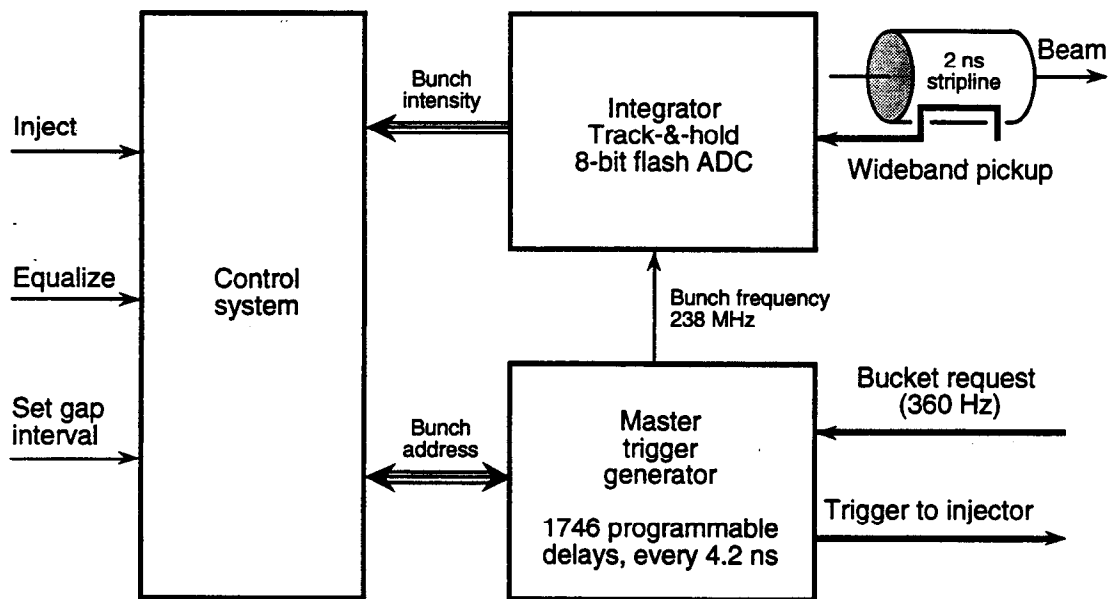 Inject
Equalize
Set gap
interval
Control
system
Bunch
intensity
Bunch
address
Integrator
Track-&-hold
8-bit flash ADC
2 ns
stripline
Beam
Wideband pickup
Bunch frequency
238 MHz
Master
trigger
generator
1746 programmable
delays, every 4.2 ns
Bucket request
(360 Hz)
Trigger to injector